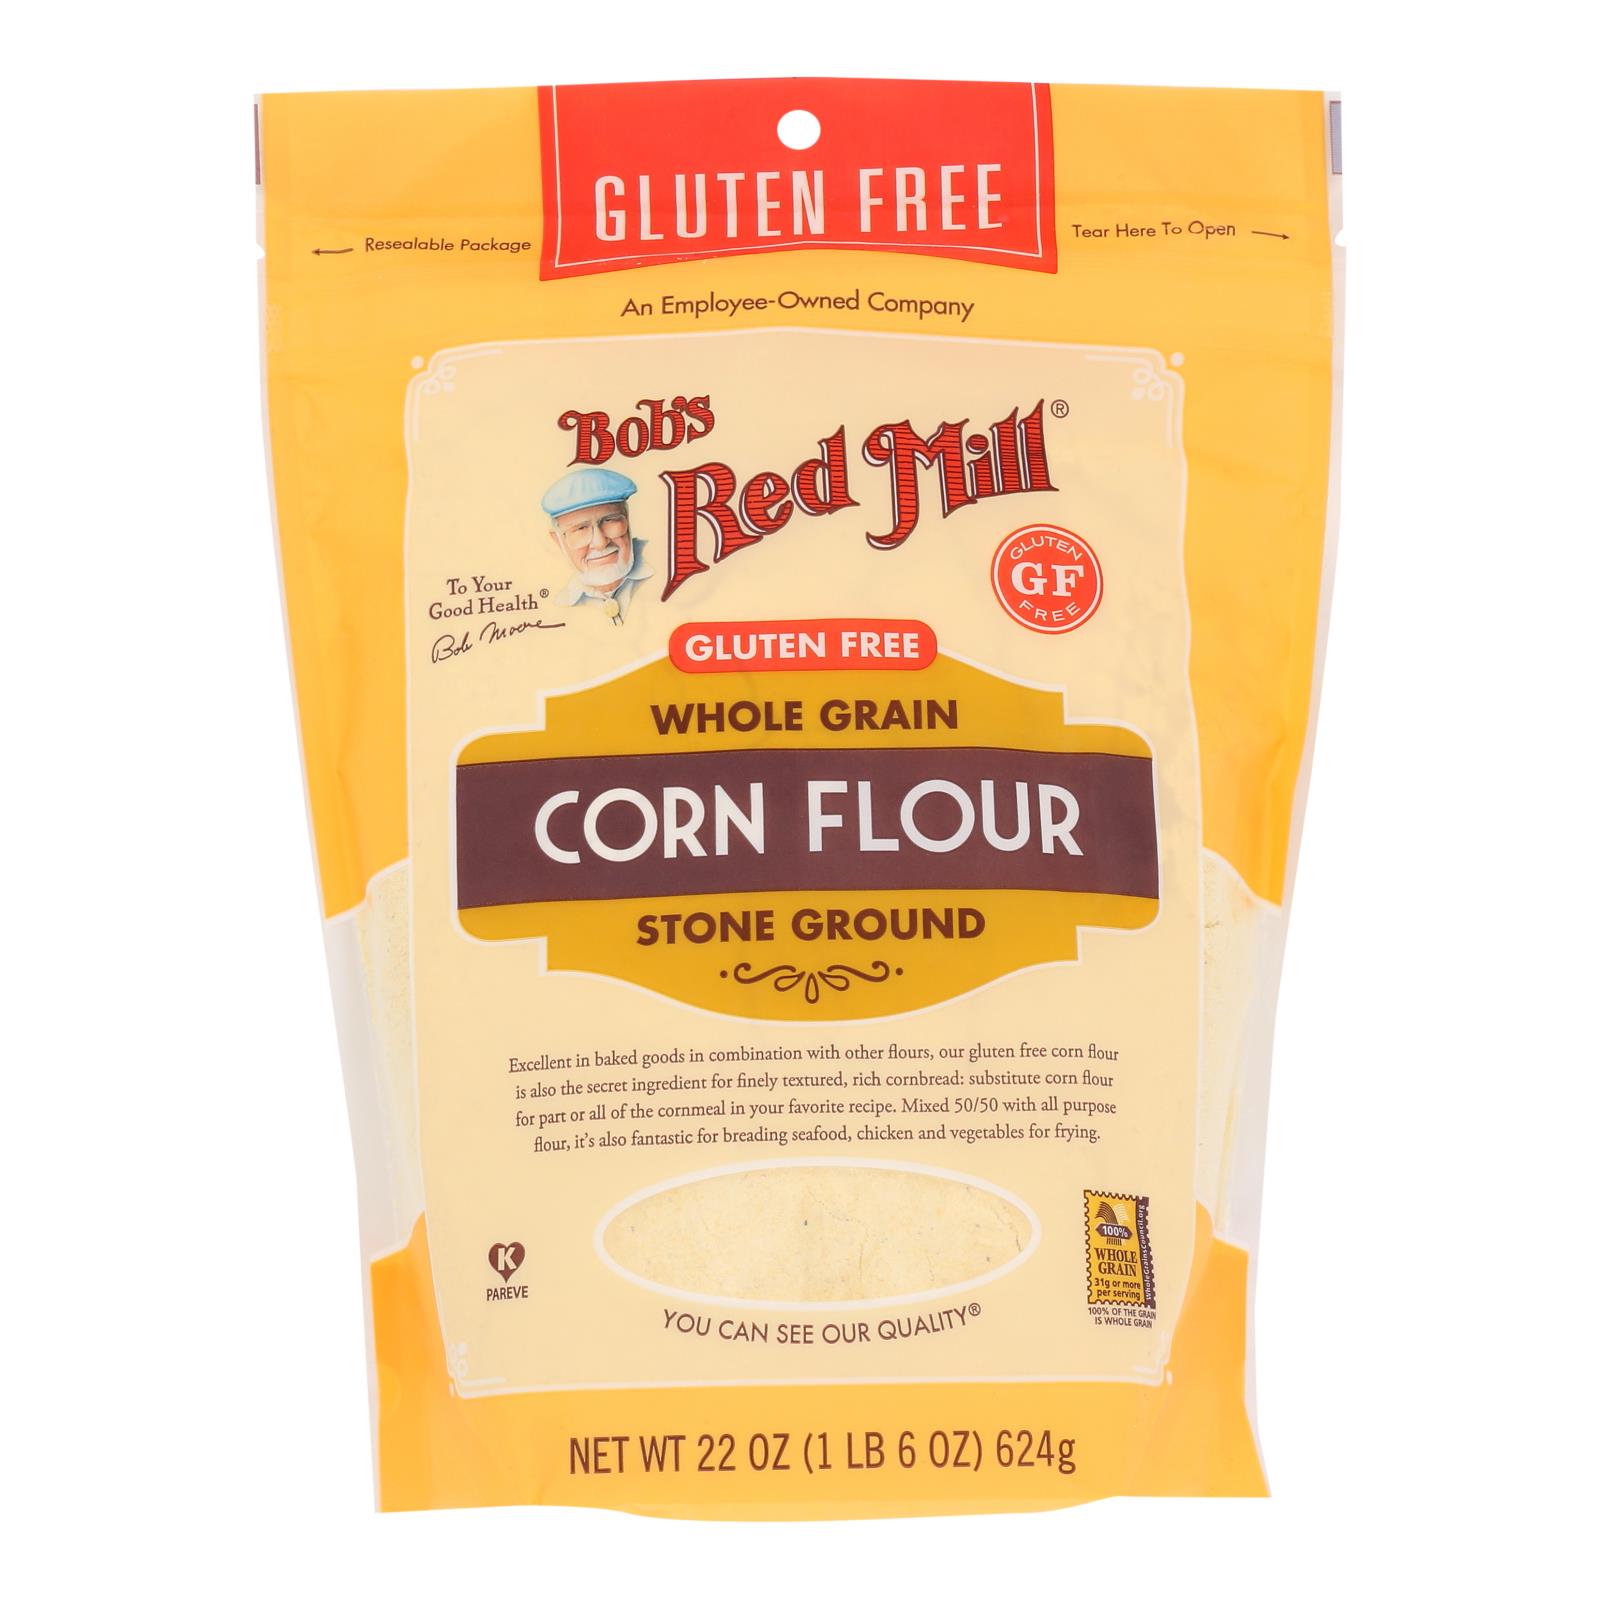 GLUTEN FREE
Resealable Package
Tear Here To Open
An Employee-Owned Company
Bob's
Red Mill®
To Your
Good Health®
Bob Moore
GLUTEN
GF
FREE
GLUTEN FREE
WHOLE GRAIN
CORN FLOUR
STONE GROUND
Excellent in baked goods in combination with other flours, our gluten free corn flour
is also the secret ingredient for finely textured, rich cornbread: substitute corn flour
for part or all of the cornmeal in your favorite recipe. Mixed 50/50 with all purpose
flour, it's also fantastic for breading seafood, chicken and vegetables for frying.
K
PAREVE
YOU CAN SEE OUR QUALITY®
100%
WHOLE
GRAIN
31g or more
per serving
WholeGrainsCouncil.org
100% OF THE GRAIN
IS WHOLE GRAIN
NET WT 22 OZ (1 LB 6 OZ) 624g